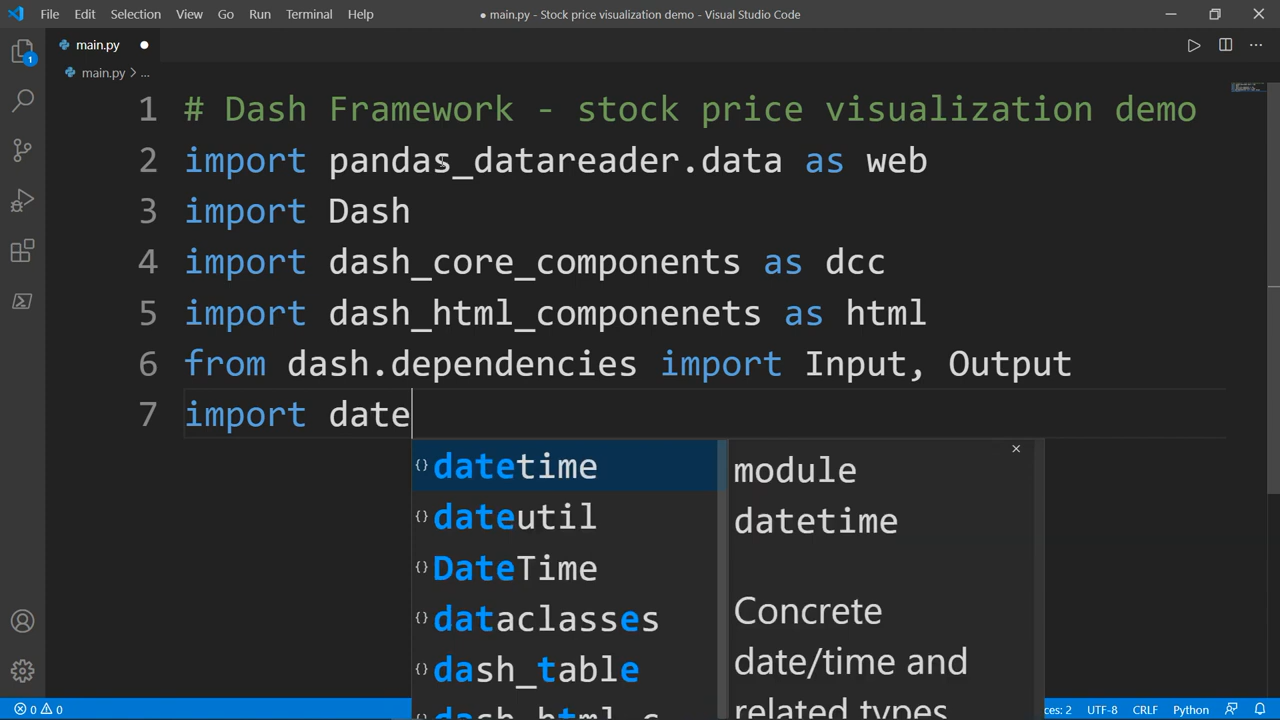 File Edit Selection View Go Run Terminal Help ● main.py - Stock price visualization demo - Visual Studio Code
main.py
main.py > ...
1 # Dash Framework - stock price visualization demo
2 import pandas_datareader.data as web
3 import Dash
4 import dash_core_components as dcc
5 import dash_html_componenets as html
6 from dash.dependencies import Input, Output
7 import date
datetime
dateutil
DateTime
dataclasses
dash_table
module
datetime
Concrete
date/time and
related types
1
0 0
UTF-8 CRLF Python